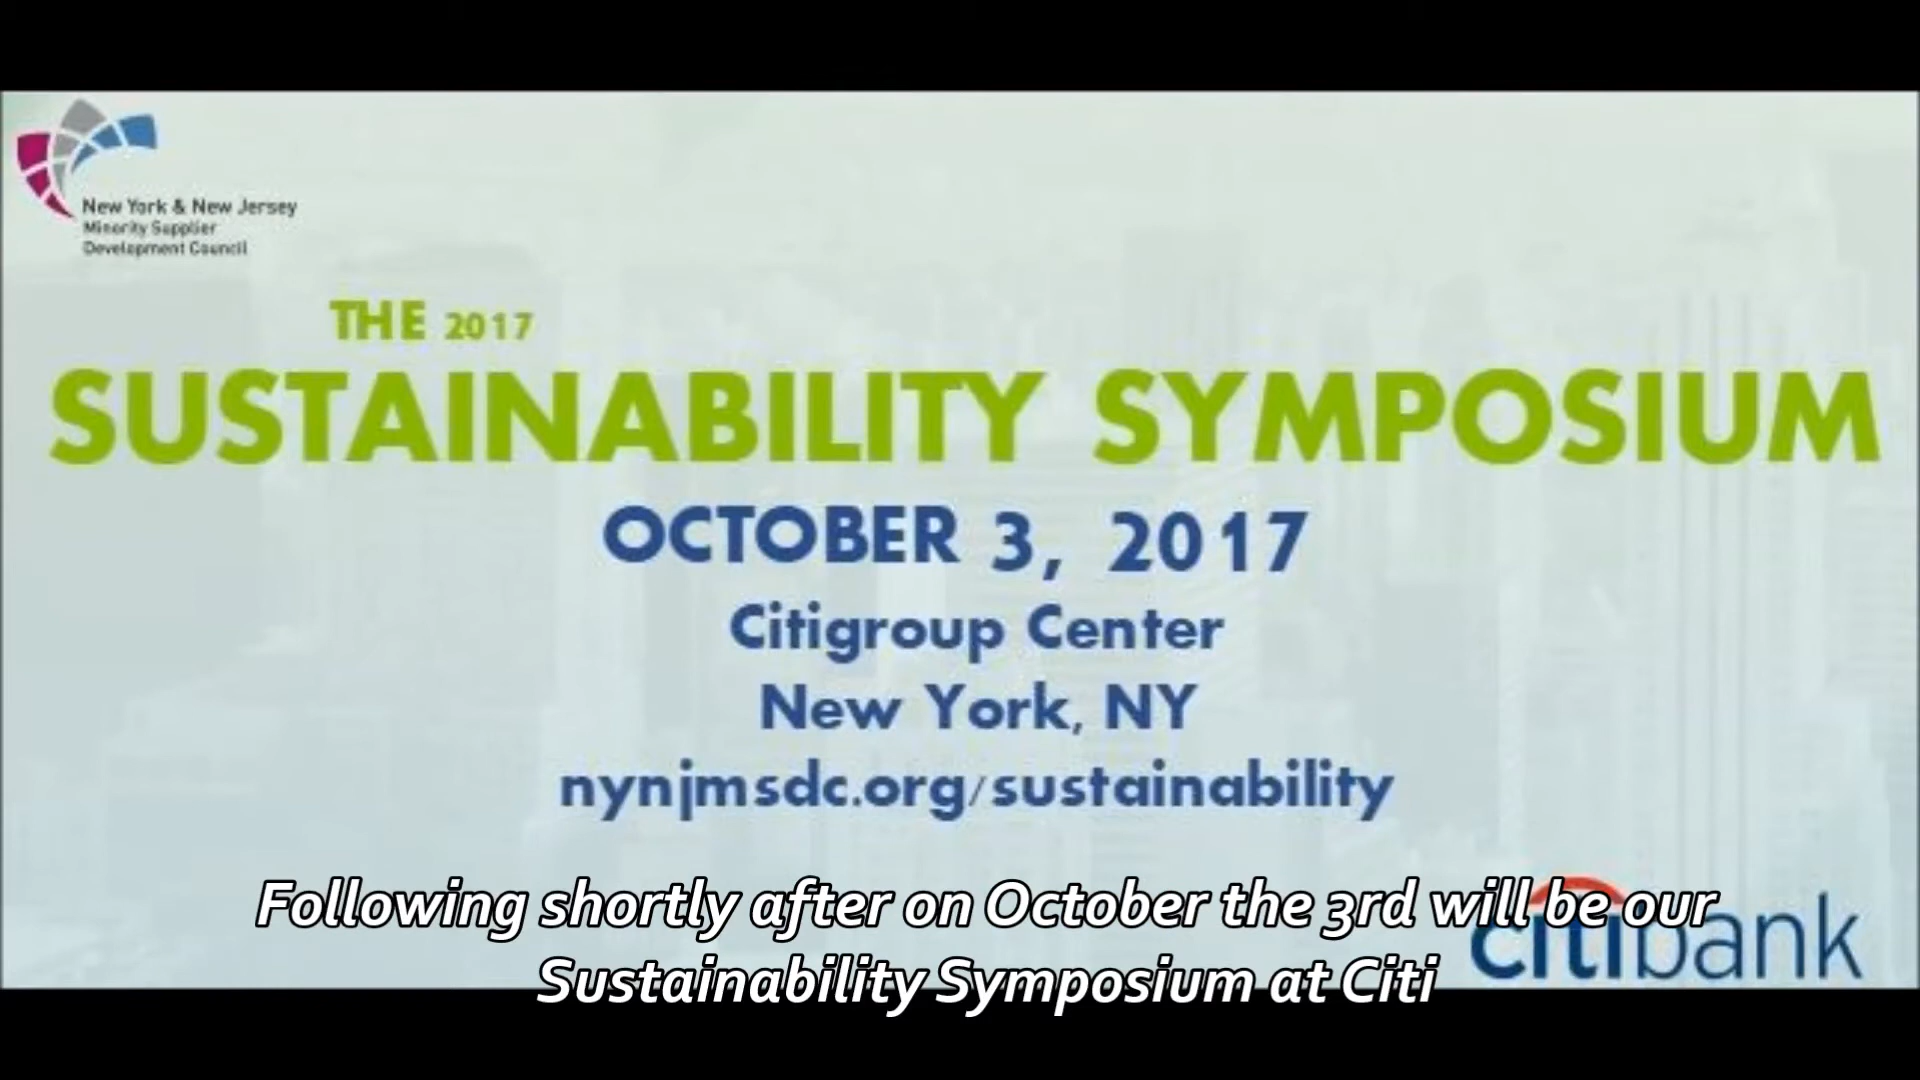 New York & New Jersey
Minority Supplier
Development Council
THE 2017
SUSTAINABILITY SYMPOSIUM
OCTOBER 3, 2017
Citigroup Center
New York, NY
nynjmsdc.org/sustainability
citibank
Following shortly after on October the 3rd will be our
Sustainability Symposium at Citi